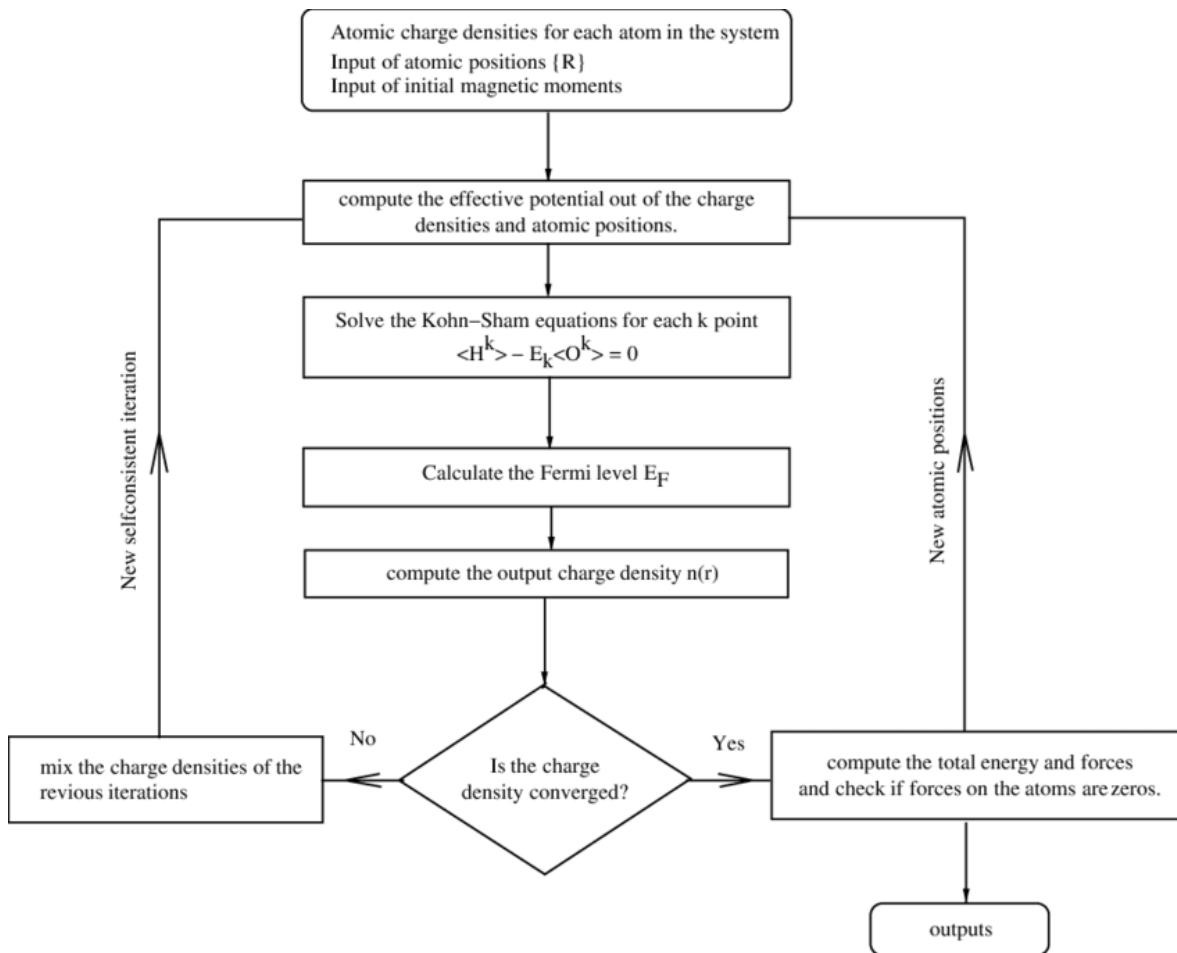 Atomic charge densities for each atom in the system
Input of atomic positions {R}
Input of initial magnetic moments
compute the effective potential out of the charge
densities and atomic positions.
Solve the Kohn−Sham equations for each k point
<H^k> − E_k<O^k> = 0
Calculate the Fermi level E_F
compute the output charge density n(r)
New selfconsistent iteration
New atomic positions
No
Yes
mix the charge densities of the
revious iterations
Is the charge
density converged?
compute the total energy and forces
and check if forces on the atoms are zeros.
outputs